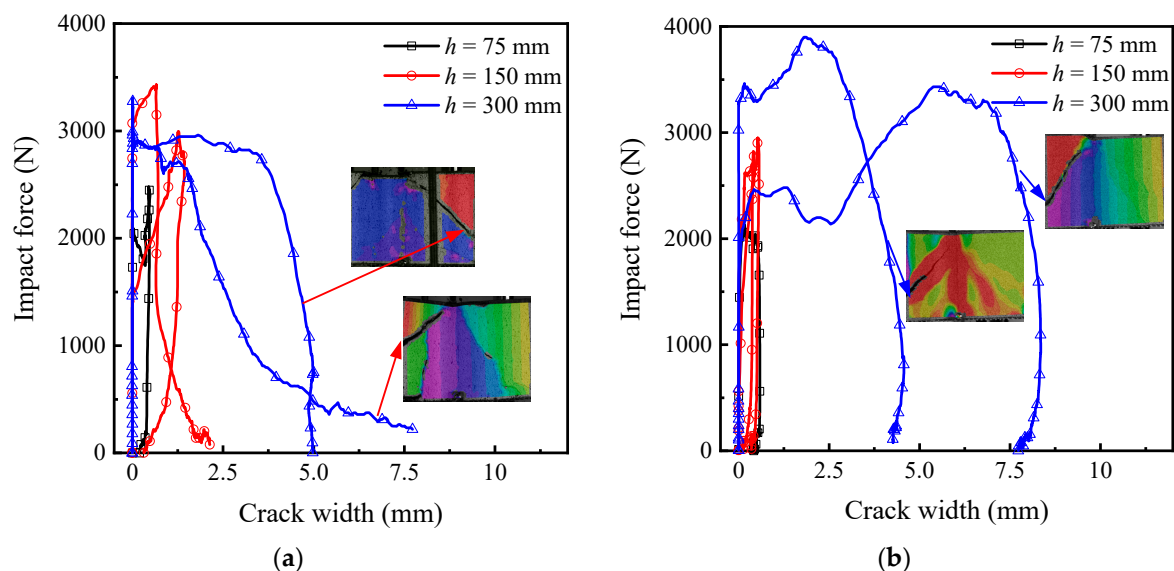 4000
3000
2000
1000
0
Impact force (N)
h = 75 mm
h = 150 mm
h = 300 mm
0 2.5 5.0 7.5 10
Crack width (mm)
(a)
4000
3000
2000
1000
0
Impact force (N)
h = 75 mm
h = 150 mm
h = 300 mm
0 2.5 5.0 7.5 10
Crack width (mm)
(b)